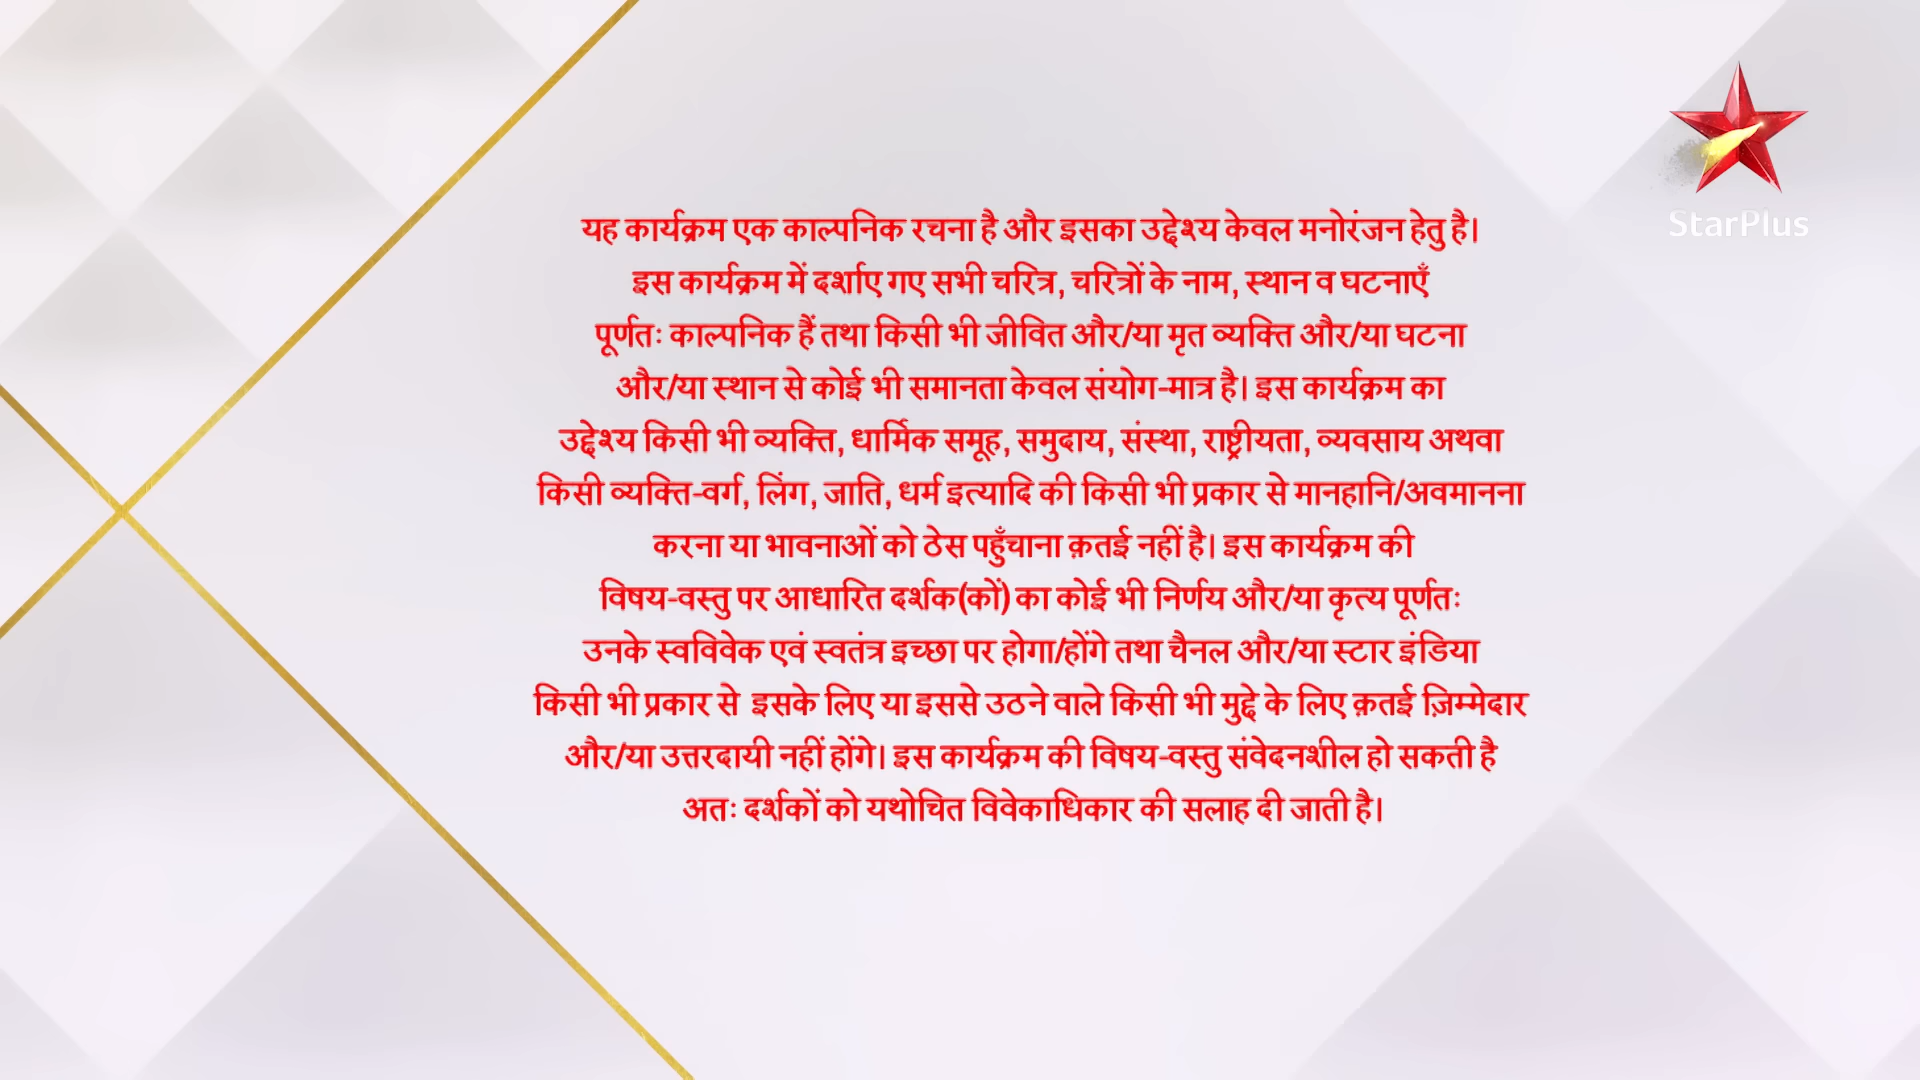 StarPlus
यह कार्यक्रम एक काल्पनिक रचना है और इसका उद्देश्य केवल मनोरंजन हेतु है।
इस कार्यक्रम में दर्शाए गए सभी चरित्र, चरित्रों के नाम, स्थान व घटनाएँ
पूर्णतः काल्पनिक हैं तथा किसी भी जीवित और/या मृत व्यक्ति और/या घटना
और/या स्थान से कोई भी समानता केवल संयोग-मात्र है। इस कार्यक्रम का
उद्देश्य किसी भी व्यक्ति, धार्मिक समूह, समुदाय, संस्था, राष्ट्रीयता, व्यवसाय अथवा
किसी व्यक्ति-वर्ग, लिंग, जाति, धर्म इत्यादि की किसी भी प्रकार से मानहानि/अवमानना
करना या भावनाओं को ठेस पहुँचाना क़तई नहीं है। इस कार्यक्रम की
विषय-वस्तु पर आधारित दर्शक(कों) का कोई भी निर्णय और/या कृत्य पूर्णतः
उनके स्वविवेक एवं स्वतंत्र इच्छा पर होगा/होंगे तथा चैनल और/या स्टार इंडिया
किसी भी प्रकार से इसके लिए या इससे उठने वाले किसी भी मुद्दे के लिए क़तई ज़िम्मेदार
और/या उत्तरदायी नहीं होंगे। इस कार्यक्रम की विषय-वस्तु संवेदनशील हो सकती है
अतः दर्शकों को यथोचित विवेकाधिकार की सलाह दी जाती है।